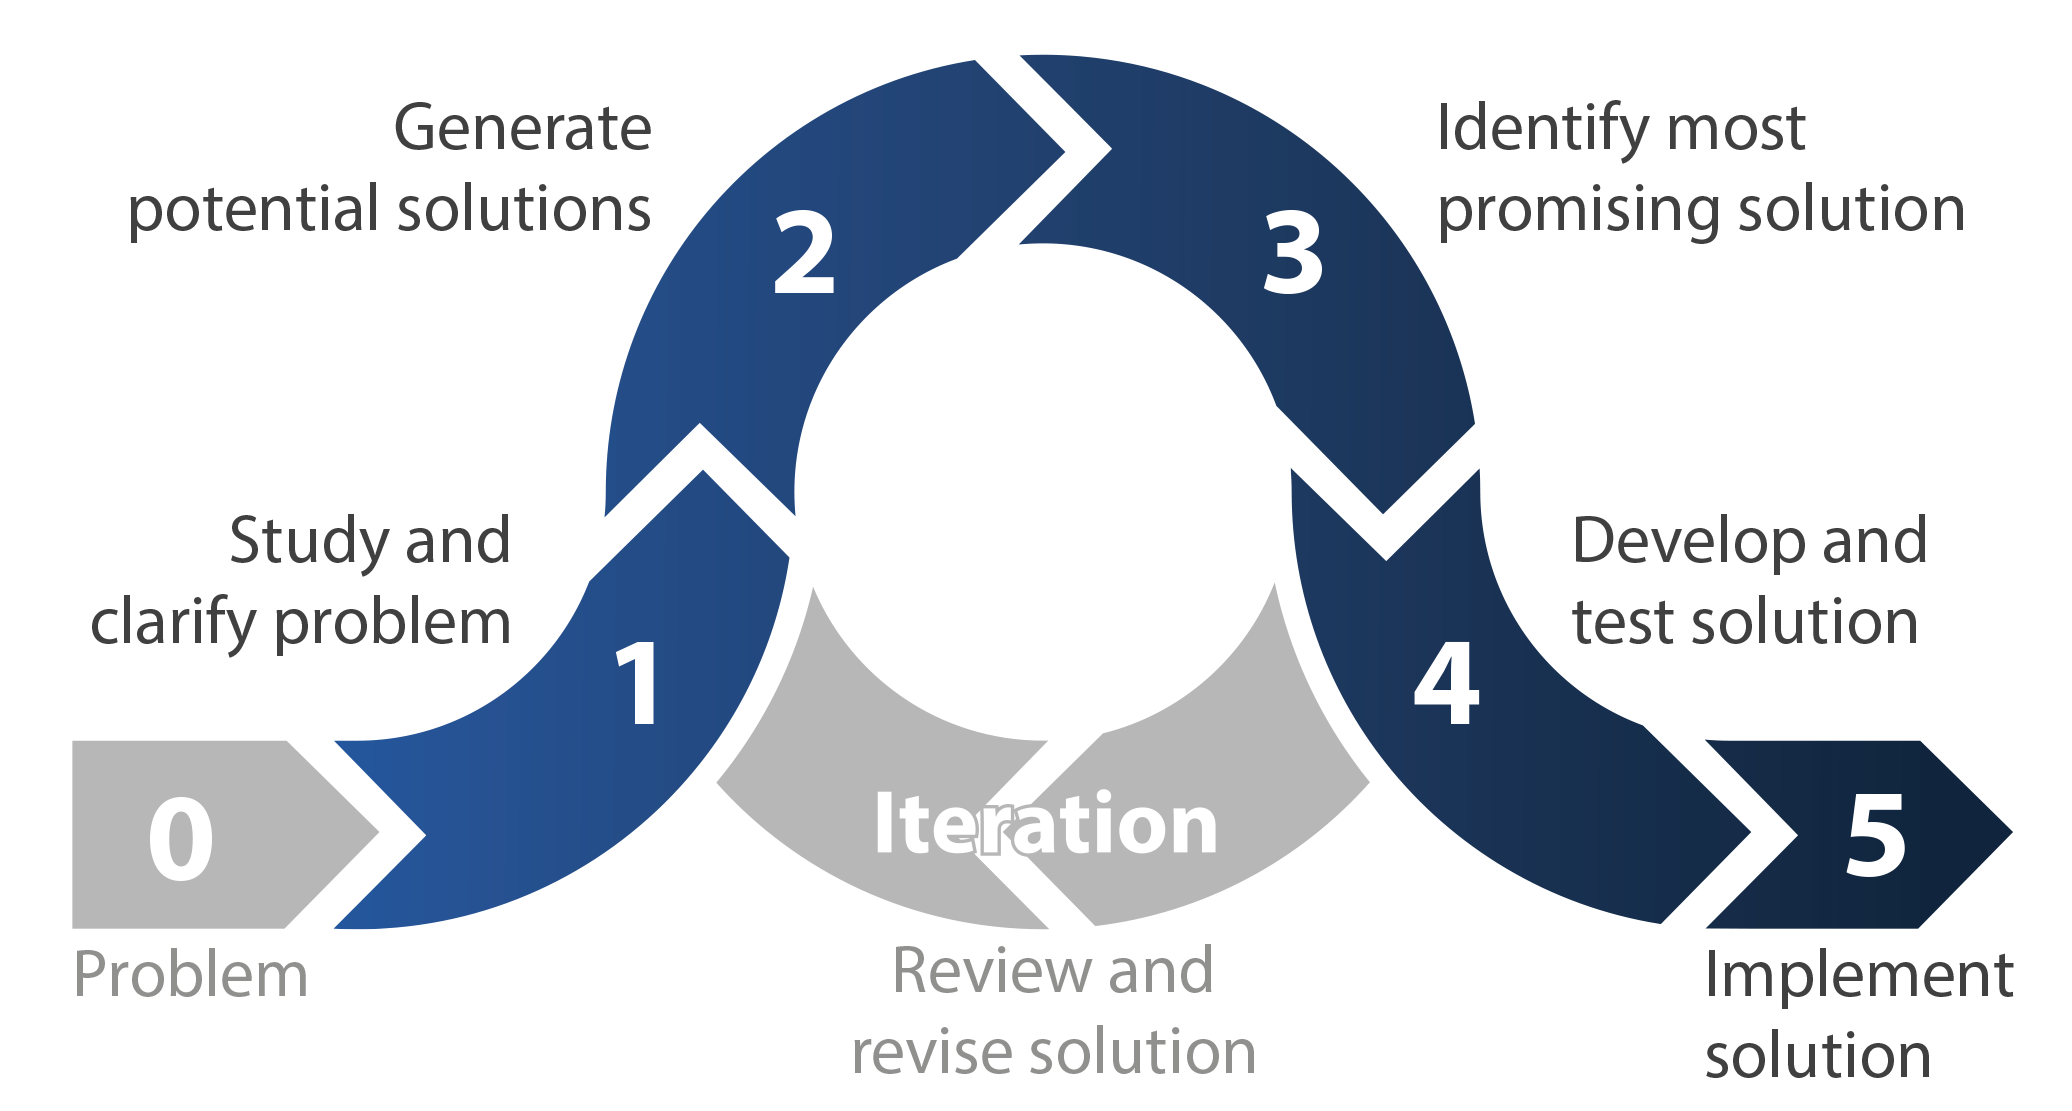 0
Problem
1
Study and
clarify problem
2
Generate
potential solutions
3
Identify most
promising solution
4
Develop and
test solution
5
Implement
solution
Iteration
Review and
revise solution